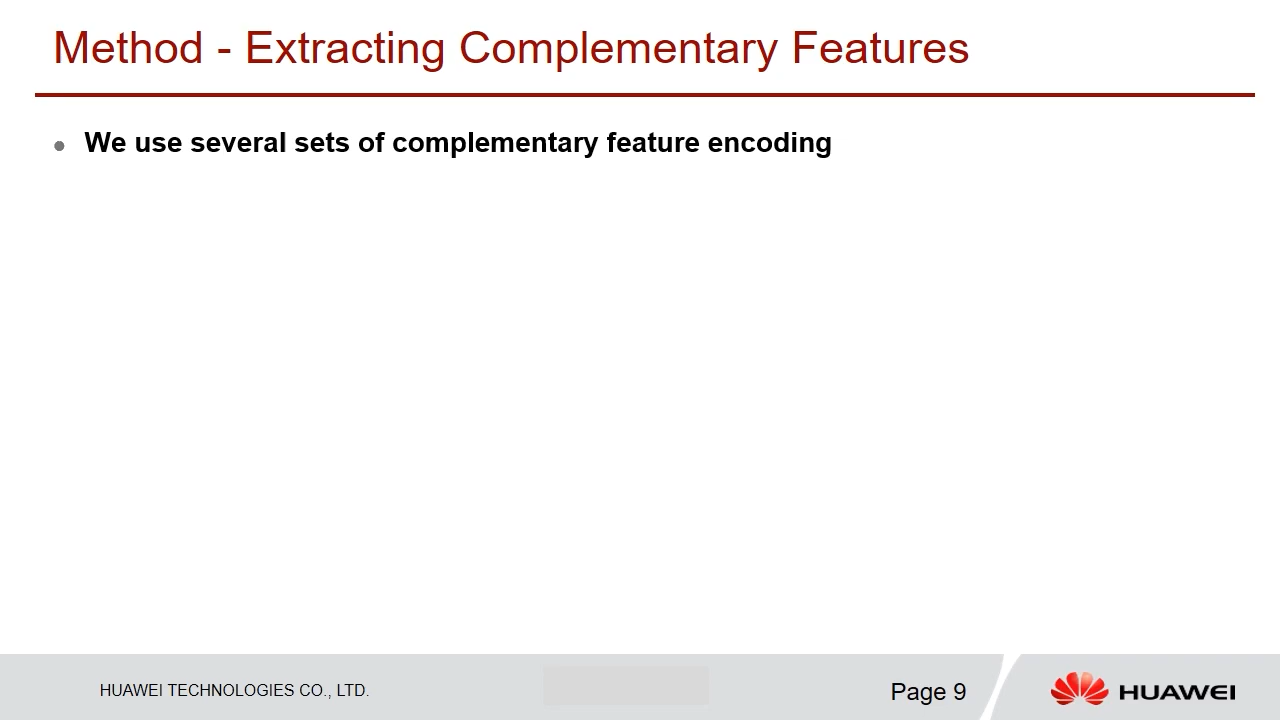 Method - Extracting Complementary Features
We use several sets of complementary feature encoding
HUAWEI TECHNOLOGIES CO., LTD.
Page 9
HUAWEI